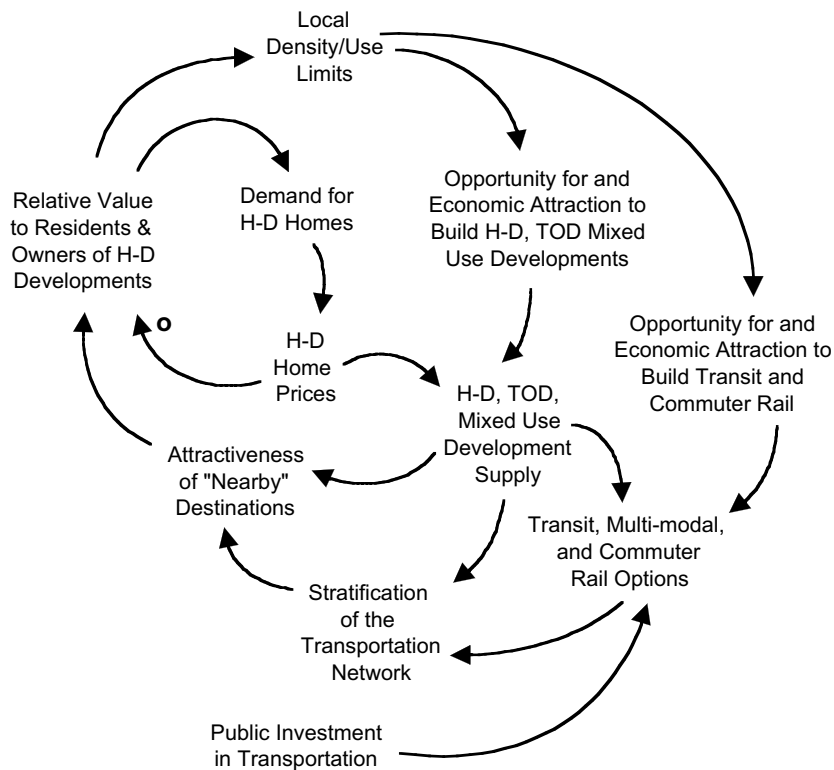 Local
Density/Use
Limits
Relative Value
to Residents &
Owners of H-D
Developments
Demand for
H-D Homes
Opportunity for and
Economic Attraction to
Build H-D, TOD Mixed
Use Developments
o
H-D
Home
Prices
Opportunity for and
Economic Attraction to
Build Transit and
Commuter Rail
H-D, TOD,
Mixed Use
Development
Supply
Attractiveness
of "Nearby"
Destinations
Transit, Multi-modal,
and Commuter
Rail Options
Stratification
of the
Transportation
Network
Public Investment
in Transportation